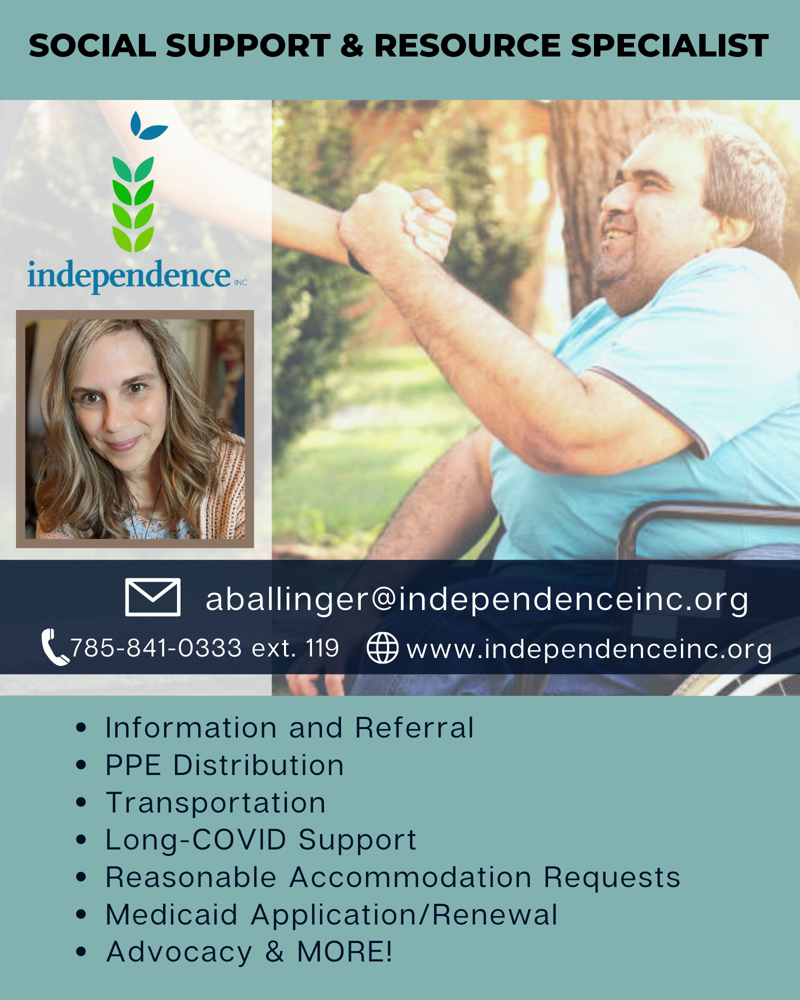 SOCIAL SUPPORT & RESOURCE SPECIALIST
independence INC
aballinger@independenceinc.org
785-841-0333 ext. 119
www.independenceinc.org
• Information and Referral
• PPE Distribution
• Transportation
• Long-COVID Support
• Reasonable Accommodation Requests
• Medicaid Application/Renewal
• Advocacy & MORE!